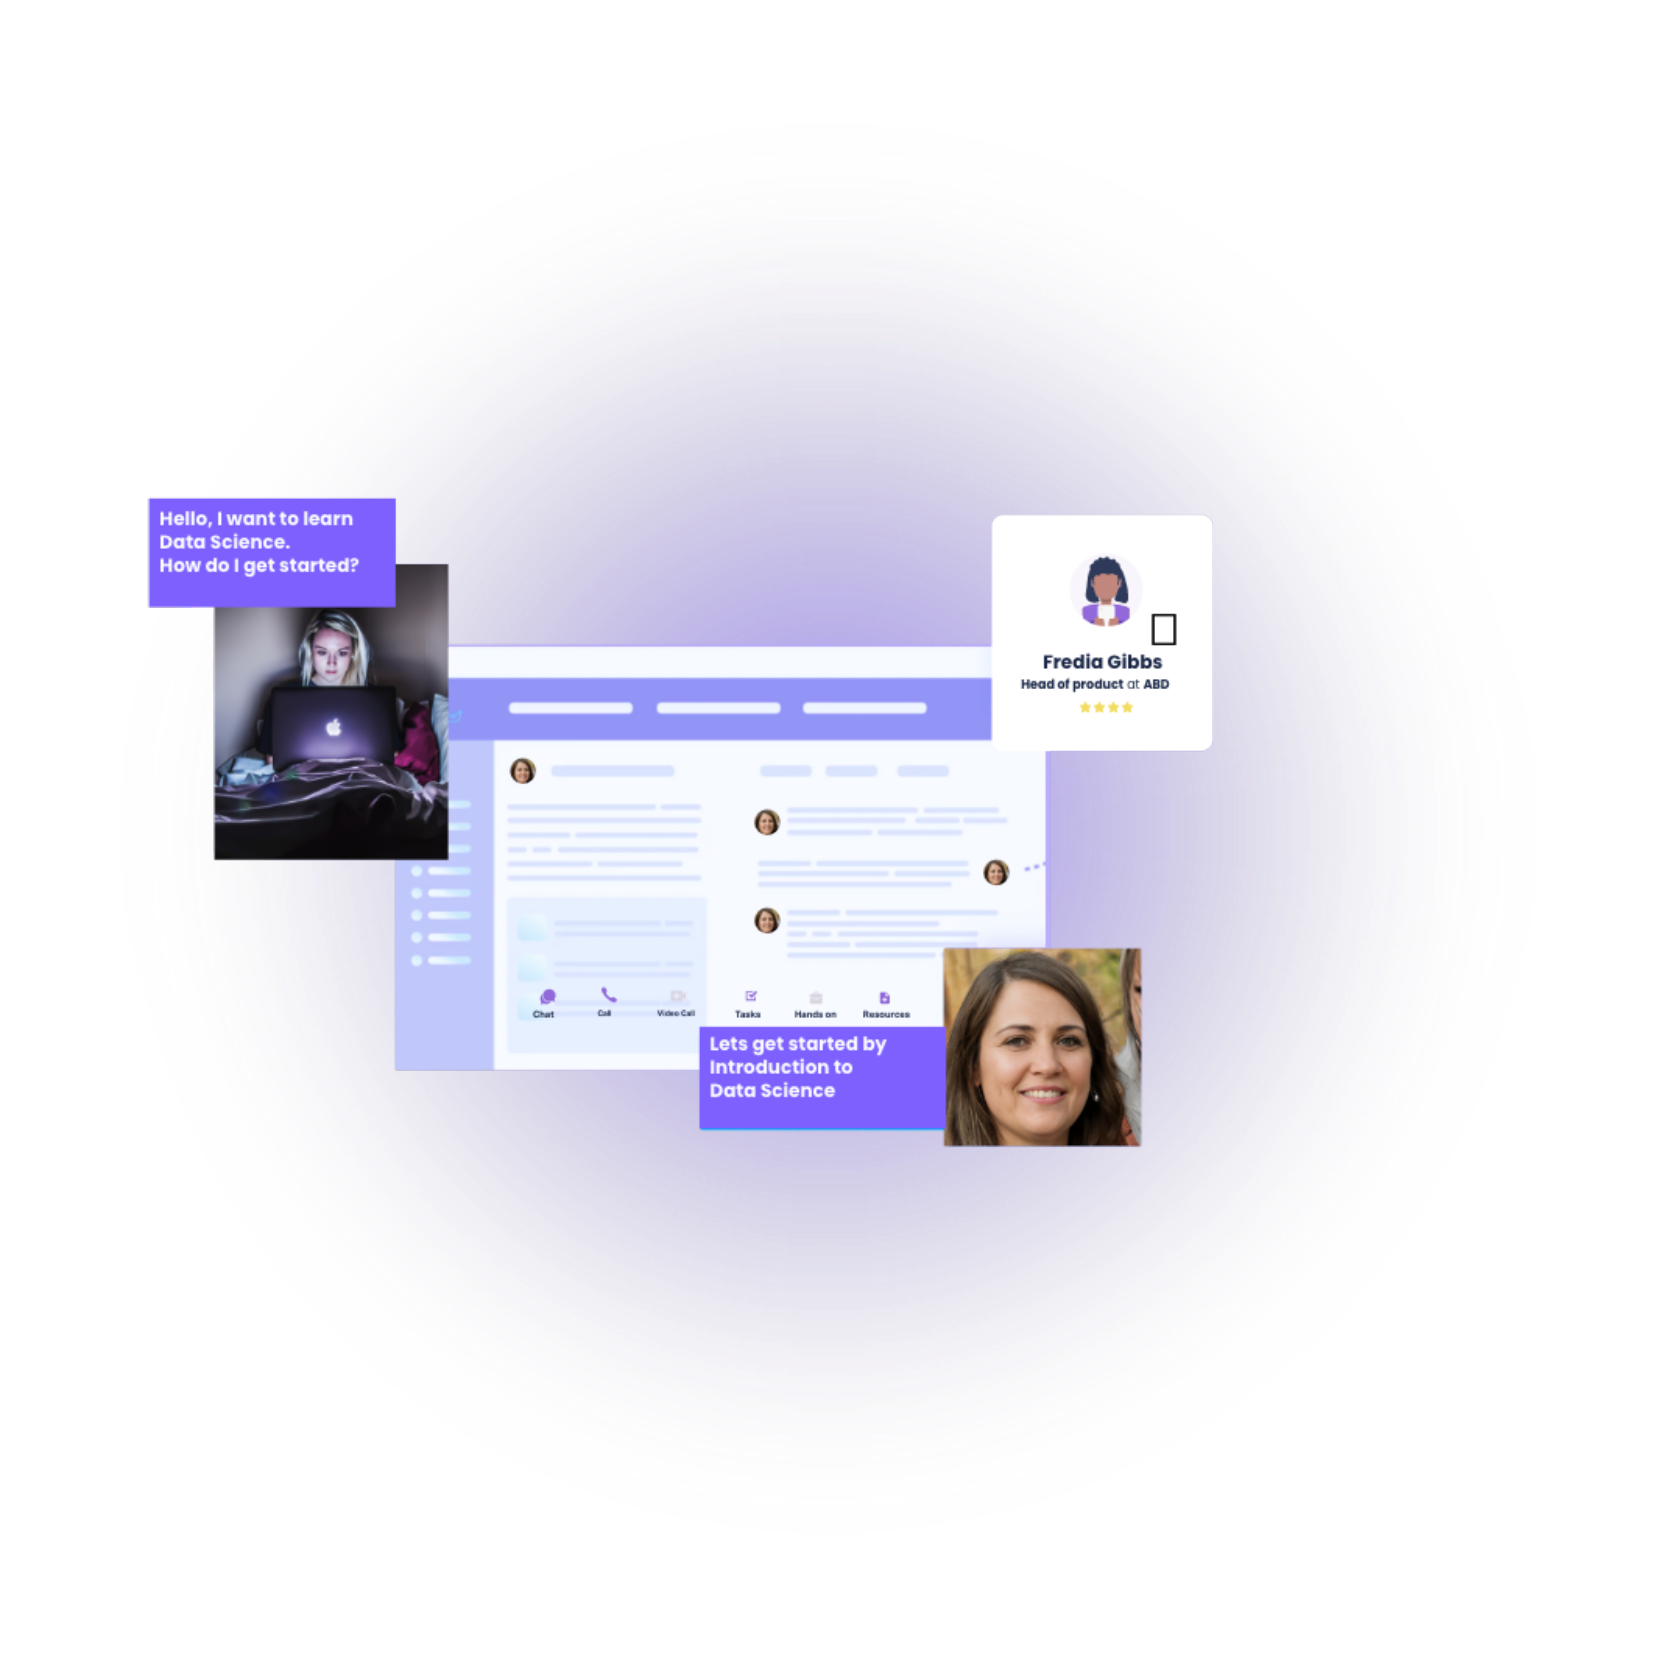 Hello, I want to learn
Data Science.
How do I get started?
Fredia Gibbs
Head of product at ABD
Chat
Call
Video Call
Tasks
Hands on
Resources
Lets get started by
Introduction to
Data Science